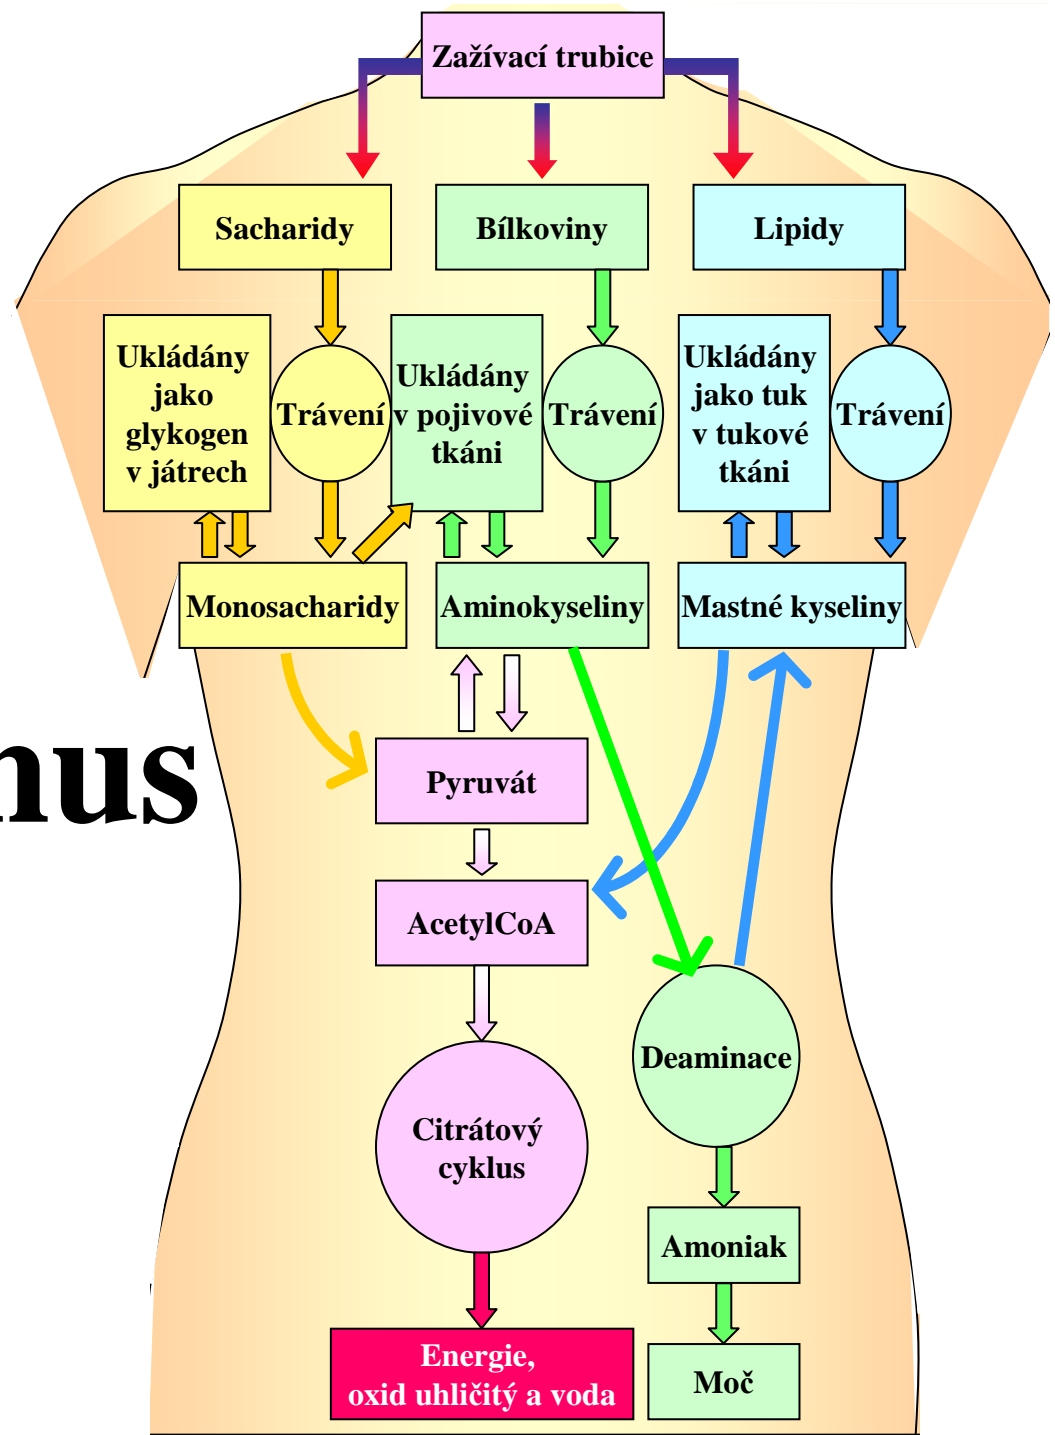 Zažívací trubice
Sacharidy
Bílkoviny
Lipidy
Ukládány
jako
glykogen
v játrech
Trávení
Ukládány
v pojivové
tkáni
Trávení
Ukládány
jako tuk
v tukové
tkáni
Trávení
Monosacharidy
Aminokyseliny
Mastné kyseliny
Pyruvát
AcetylCoA
Deaminace
Citrátový
cyklus
Amoniak
Energie,
oxid uhličitý a voda
Moč